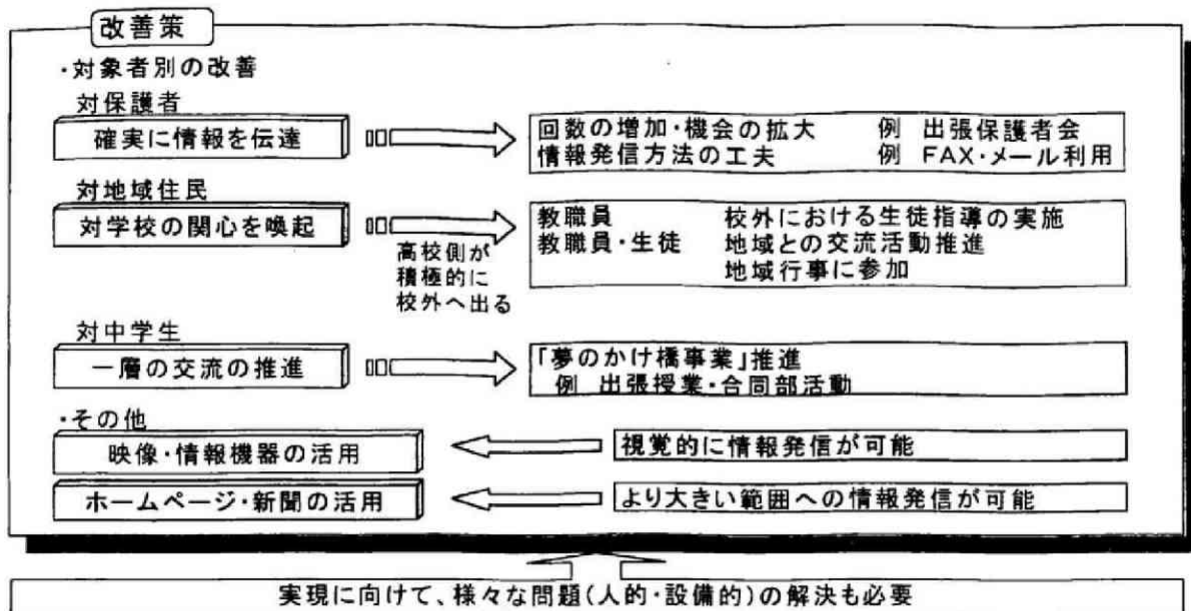 改善策
・対象者別の改善
対保護者
確実に情報を伝達
回数の増加・機会の拡大 例 出張保護者会
情報発信方法の工夫 例 FAX・メール利用
対地域住民
対学校の関心を喚起
高校側が
積極的に
校外へ出る
教職員 校外における生徒指導の実施
教職員・生徒 地域との交流活動推進
地域行事に参加
対中学生
一層の交流の推進
「夢のかけ橋事業」推進
例 出張授業・合同部活動
・その他
映像・情報機器の活用
視覚的に情報発信が可能
ホームページ・新聞の活用
より大きい範囲への情報発信が可能
実現に向けて、様々な問題(人的・設備的)の解決も必要